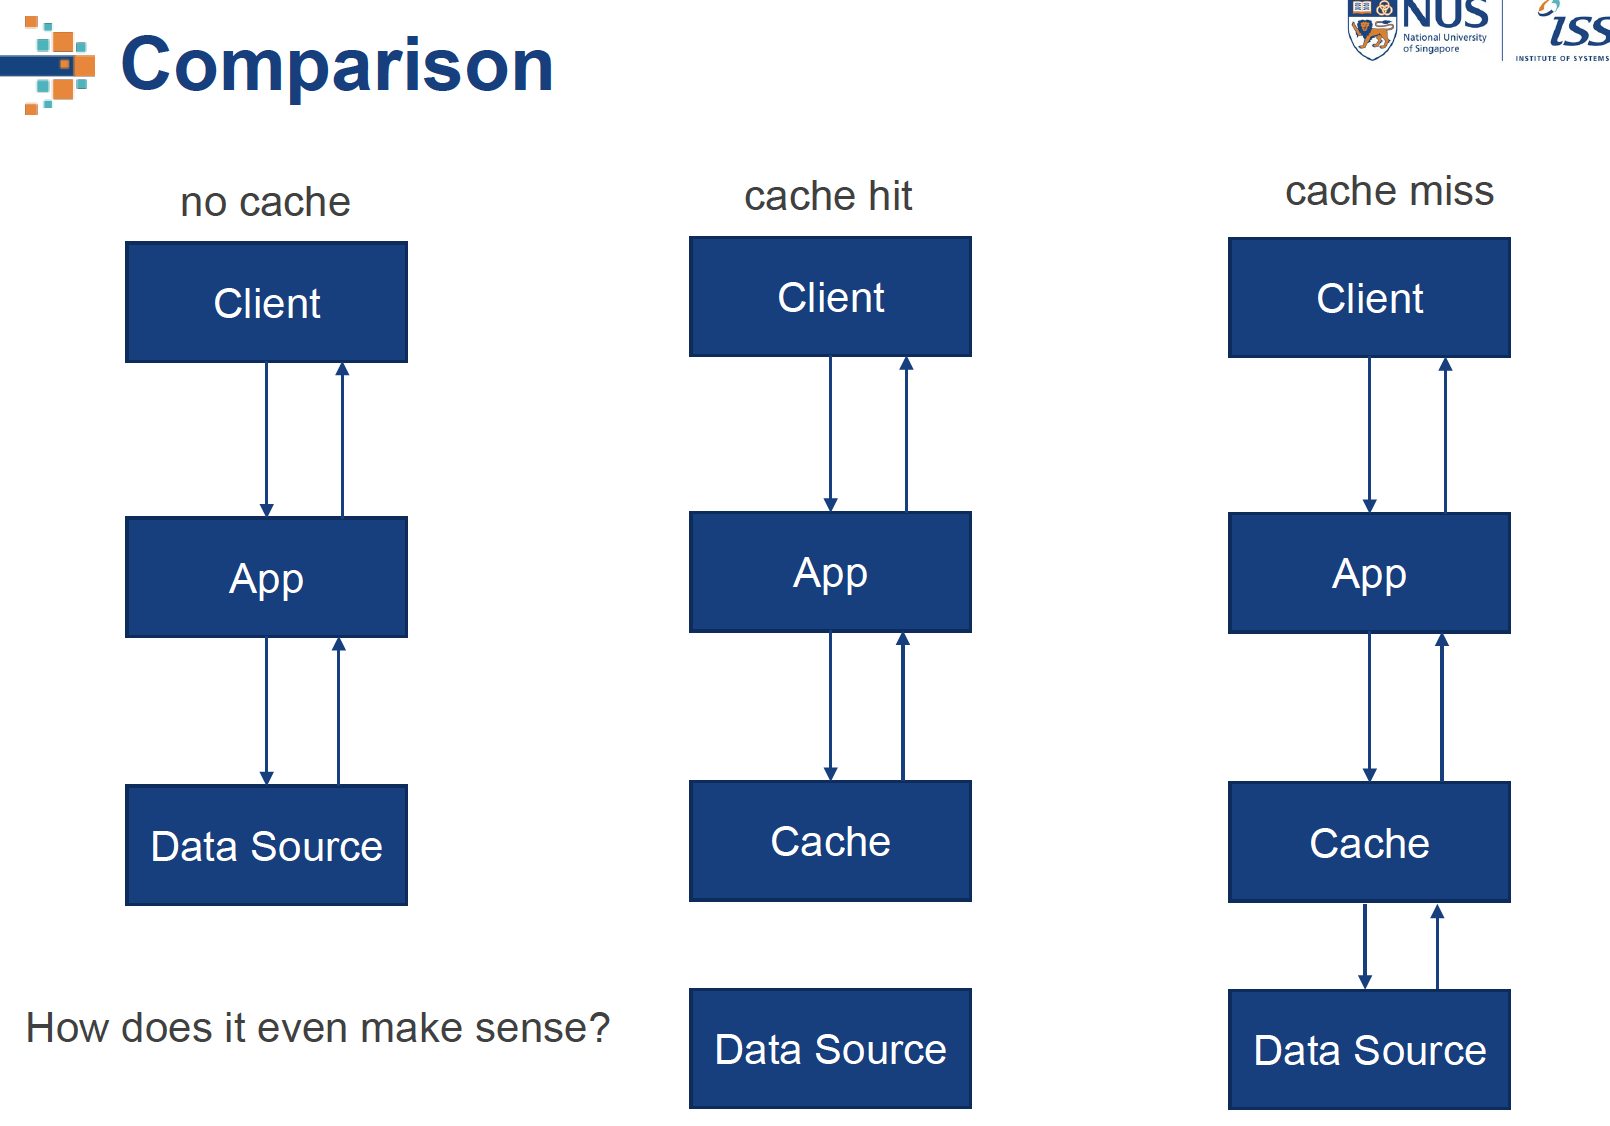 Comparison
NUS
National University
of Singapore
iss
INSTITUTE OF SYSTEMS
no cache
Client
App
Data Source
cache hit
Client
App
Cache
Data Source
cache miss
Client
App
Cache
Data Source
How does it even make sense?